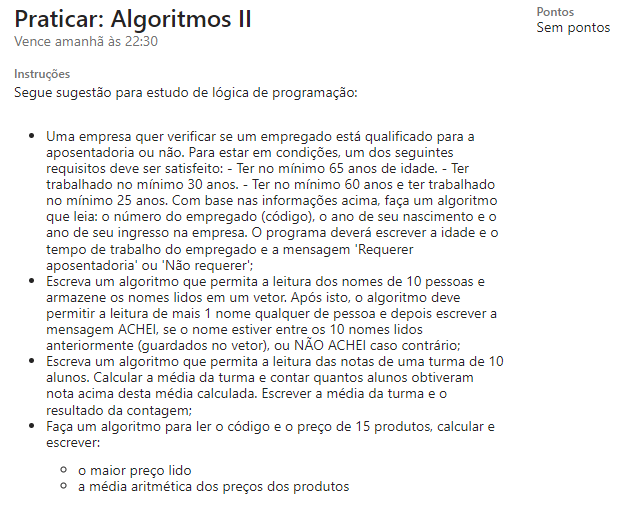 Praticar: Algoritmos II
Vence amanhã às 22:30
Pontos
Sem pontos
Instruções
Segue sugestão para estudo de lógica de programação:
• Uma empresa quer verificar se um empregado está qualificado para a
aposentadoria ou não. Para estar em condições, um dos seguintes
requisitos deve ser satisfeito: - Ter no mínimo 65 anos de idade. - Ter
trabalhado no mínimo 30 anos. - Ter no mínimo 60 anos e ter trabalhado
no mínimo 25 anos. Com base nas informações acima, faça um algoritmo
que leia: o número do empregado (código), o ano de seu nascimento e o
ano de seu ingresso na empresa. O programa deverá escrever a idade e o
tempo de trabalho do empregado e a mensagem 'Requerer
aposentadoria' ou 'Não requerer';
• Escreva um algoritmo que permita a leitura dos nomes de 10 pessoas e
armazene os nomes lidos em um vetor. Após isto, o algoritmo deve
permitir a leitura de mais 1 nome qualquer de pessoa e depois escrever a
mensagem ACHEI, se o nome estiver entre os 10 nomes lidos
anteriormente (guardados no vetor), ou NÃO ACHEI caso contrário;
• Escreva um algoritmo que permita a leitura das notas de uma turma de 10
alunos. Calcular a média da turma e contar quantos alunos obtiveram
nota acima desta média calculada. Escrever a média da turma e o
resultado da contagem;
• Faça um algoritmo para ler o código e o preço de 15 produtos, calcular e
escrever:
○ o maior preço lido
○ a média aritmética dos preços dos produtos